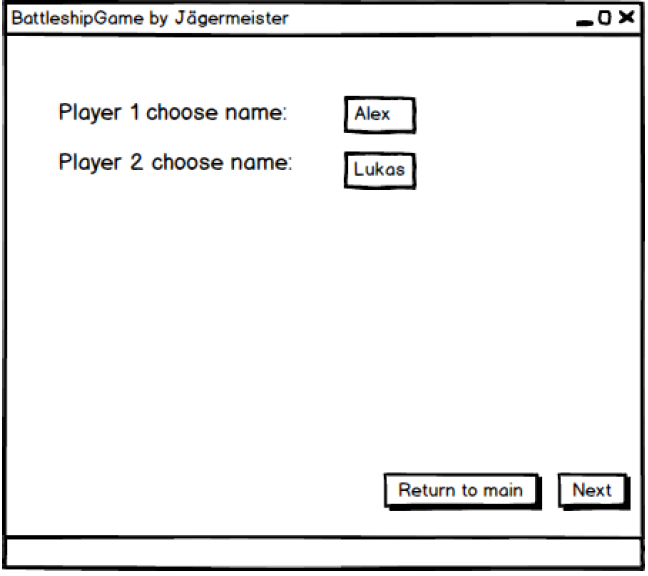 BattleshipGame by Jägermeister
Player 1 choose name: Alex
Player 2 choose name: Lukas
Return to main Next